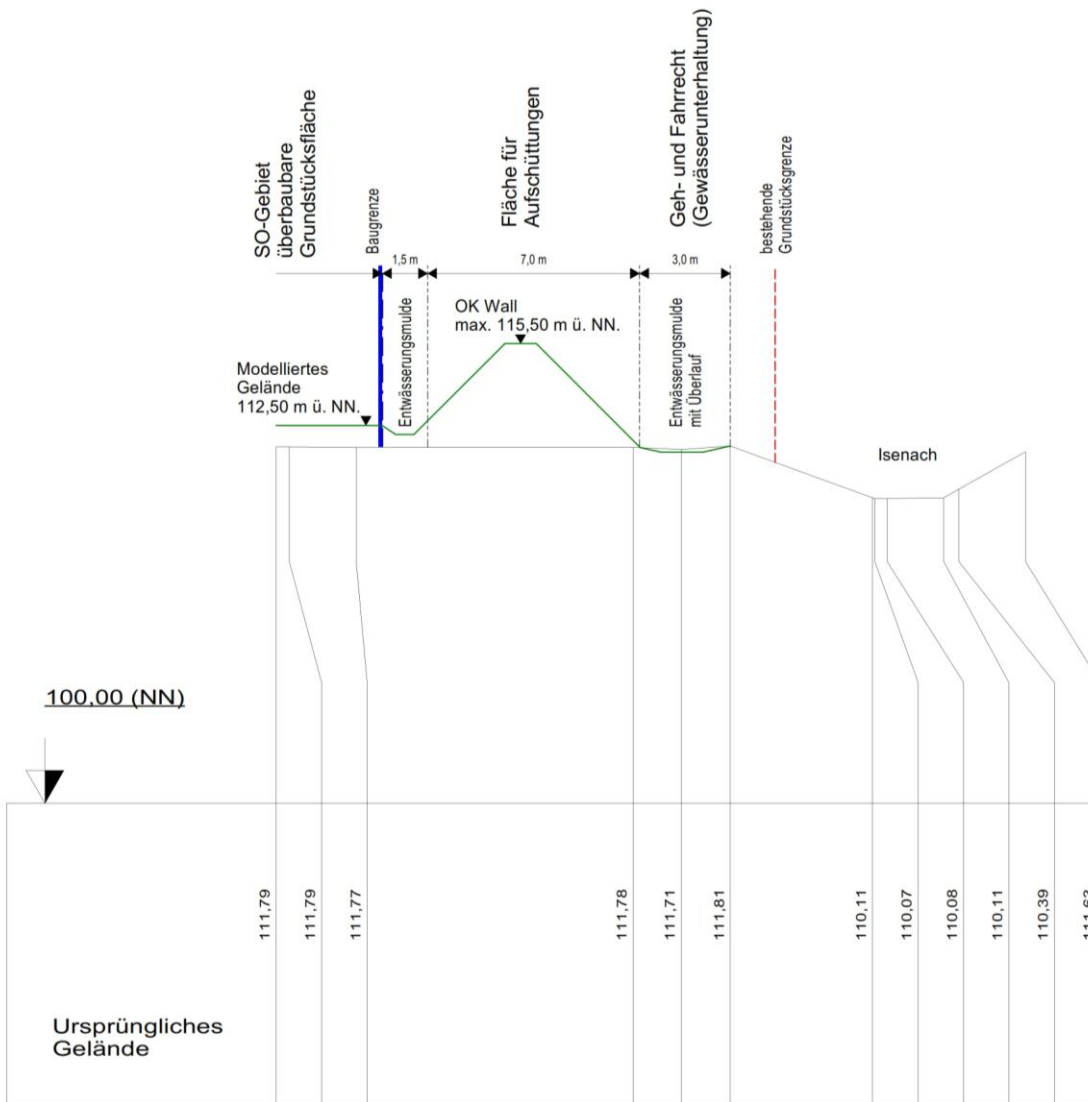 SO-Gebiet
überbaubare
Grundstücksfläche
Baugrenze
Fläche für
Aufschüttungen
Geh- und Fahrrecht
(Gewässerunterhaltung)
bestehende
Grundstücksgrenze
1,5 m
7,0 m
3,0 m
Entwässerungsmulde
OK Wall
max. 115,50 m ü. NN.
Entwässerungsmulde
mit Überlauf
Modelliertes
Gelände
112,50 m ü. NN.
Isenach
100,00 (NN)
111,79
111,79
111,77
111,78
111,71
111,81
110,11
110,07
110,08
110,11
110,39
Ursprüngliches
Gelände